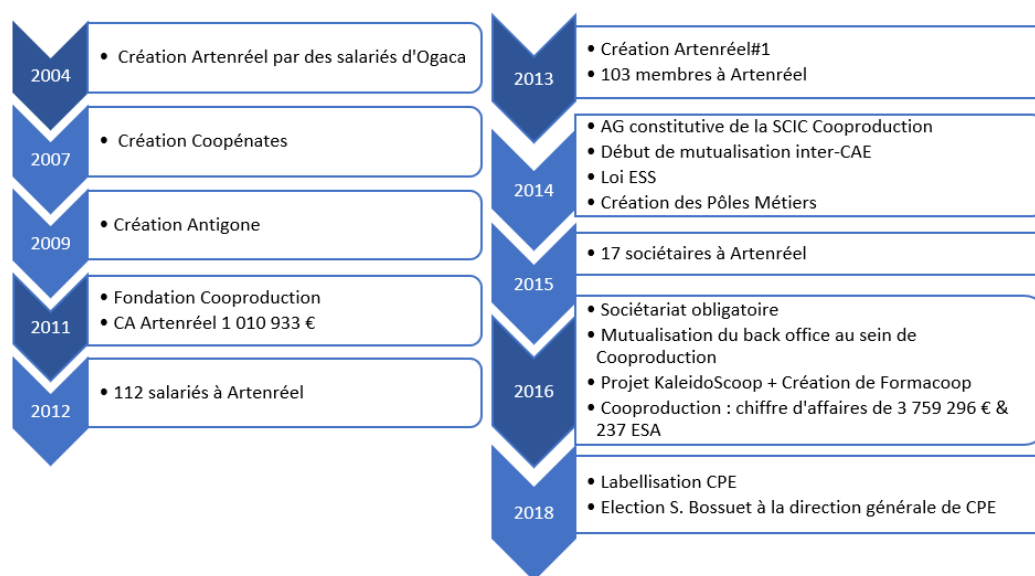 2004
• Création Artenréel par des salariés d'Ogaca
2007
• Création Coopénates
2009
• Création Antigone
2011
• Fondation Cooproduction
• CA Artenréel 1 010 933 €
2012
• 112 salariés à Artenréel
2013
• Création Artenréel#1
• 103 membres à Artenréel
2014
• AG constitutive de la SCIC Cooproduction
• Début de mutualisation inter-CAE
• Loi ESS
• Création des Pôles Métiers
2015
• 17 sociétaires à Artenréel
2016
• Sociétariat obligatoire
• Mutualisation du back office au sein de
Cooproduction
• Projet KaleidoScoop + Création de Formacoop
• Cooproduction : chiffre d'affaires de 3 759 296 € &
237 ESA
2018
• Labellisation CPE
• Election S. Bossuet à la direction générale de CPE